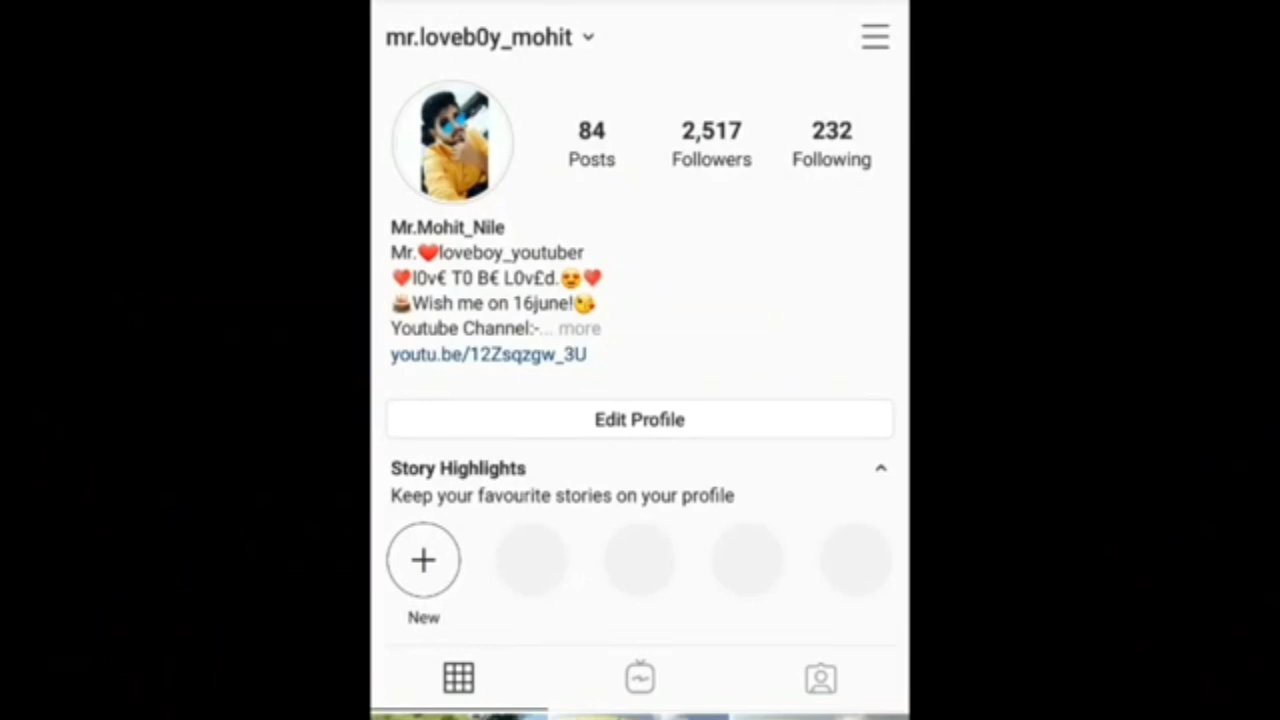 mr.loveb0y_mohit
84
2,517
232
Posts
Followers
Following
Mr.Mohit_Nile
Mr.❤️loveboy_youtuber
❤️l0v€ T0 B€ L0v£d.😍❤️
🎂Wish me on 16june!😘
Youtube Channel:-... more
youtu.be/12Zsqzgw_3U
Edit Profile
Story Highlights
Keep your favourite stories on your profile
New